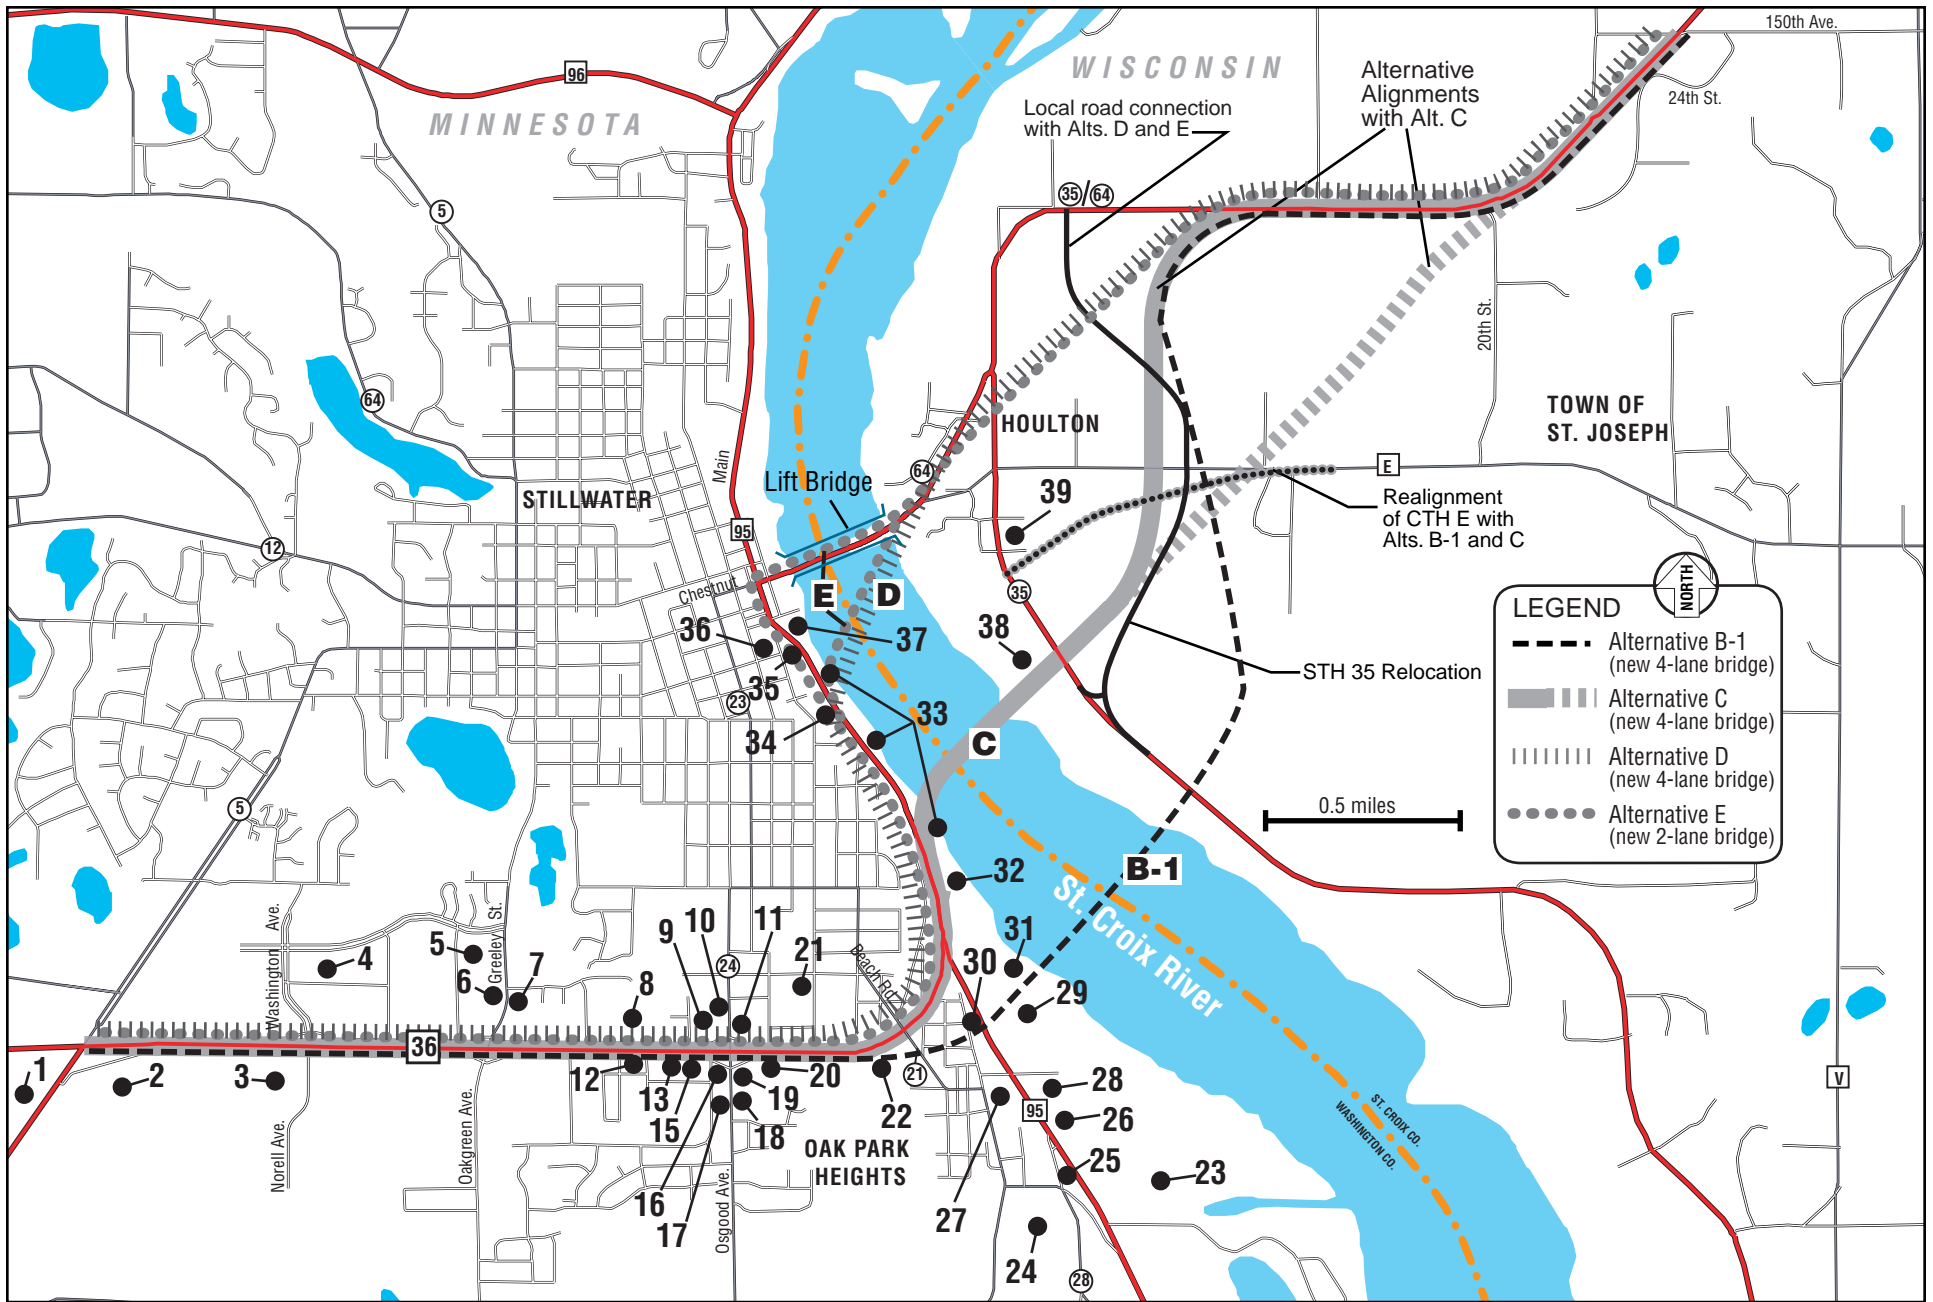 150th Ave.
96
WISCONSIN
Alternative
Alignments
with Alt. C
24th St.
Local road connection
with Alts. D and E
MINNESOTA
35/64
5
20th St.
64
TOWN OF
ST. JOSEPH
HOULTON
Main
64
E
Lift Bridge
STILLWATER
39
Realignment
of CTH E with
Alts. B-1 and C
95
12
NORTH
Chestnut
E
D
35
LEGEND
Alternative B-1
(new 4-lane bridge)
Alternative C
(new 4-lane bridge)
Alternative D
(new 4-lane bridge)
Alternative E
(new 2-lane bridge)
36
37
38
STH 35 Relocation
35
23
33
34
C
0.5 miles
5
B-1
32
St. Croix River
Washington Ave.
Greeley St.
10
11
9
5
4
24
21
Beach Rd.
31
30
6
7
8
29
36
1
2
3
12
13
15
20
19
18
22
21
28
95
26
V
ST. CROIX CO.
WASHINGTON CO.
Norell Ave.
Oakgreen Ave.
OAK PARK
HEIGHTS
25
23
16
17
Osgood Ave.
27
24
28